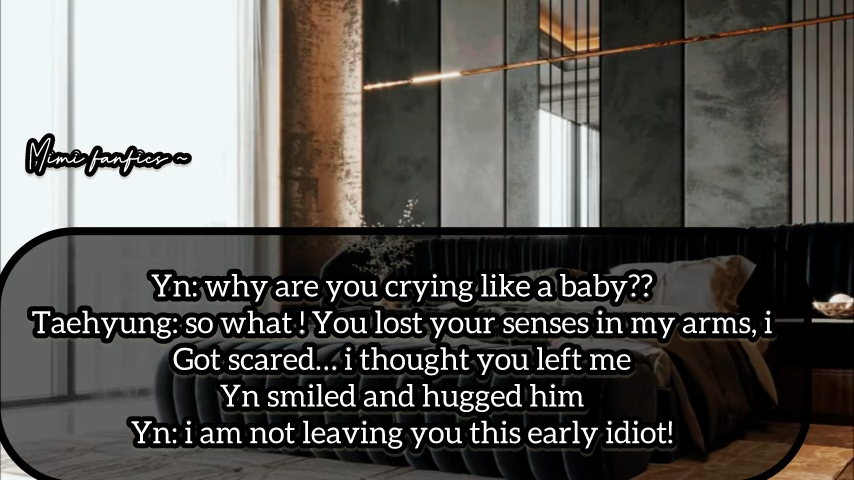 Mimi fanfics ~
Yn: why are you crying like a baby??
Taehyung: so what ! You lost your senses in my arms, i
Got scared... i thought you left me
Yn smiled and hugged him
Yn: i am not leaving you this early idiot!